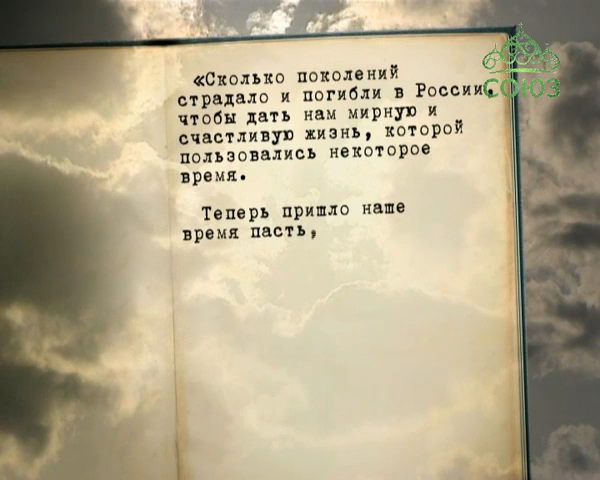 СОЮЗ
«Сколько поколений
страдало и погибли в России,
чтобы дать нам мирную и
счастливую жизнь, которой
пользовались некоторое
время.
Теперь пришло наше
время пасть,